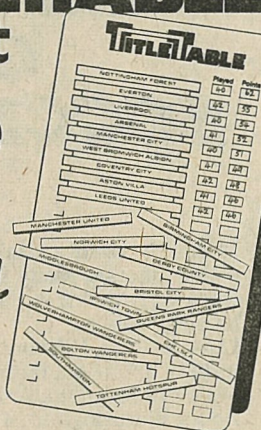 TITLE TABLE
Played Points
NOTTINGHAM FOREST 40 62
EVERTON 42 55
LIVERPOOL 40 54
ARSENAL 41 52
MANCHESTER CITY 40 51
WEST BROMWICH ALBION 41 49
COVENTRY CITY 42 48
ASTON VILLA 41 46
LEEDS UNITED 42 46
MANCHESTER UNITED
BIRMINGHAM CITY
NORWICH CITY
DERBY COUNTY
MIDDLESBROUGH
BRISTOL CITY
IPSWICH TOWN
QUEENS PARK RANGERS
WOLVERHAMPTON WANDERERS
CHELSEA
BOLTON WANDERERS
SOUTHAMPTON
TOTTENHAM HOTSPUR